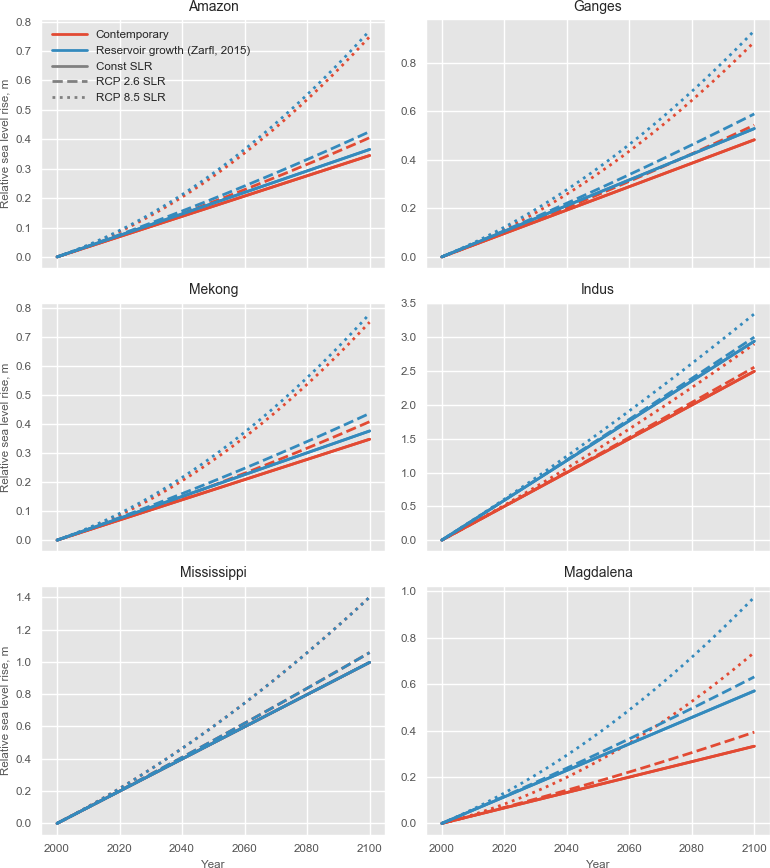 Amazon
Ganges
0.8
0.7
0.6
0.5
0.4
0.3
0.2
0.1
0.0
Relative sea level rise, m
Contemporary
Reservoir growth (Zarfl, 2015)
Const SLR
RCP 2.6 SLR
RCP 8.5 SLR
0.8
0.6
0.4
0.2
0.0
Mekong
Indus
0.8
0.7
0.6
0.5
0.4
0.3
0.2
0.1
0.0
Relative sea level rise, m
3.5
3.0
2.5
2.0
1.5
1.0
0.5
0.0
Mississippi
Magdalena
1.4
1.2
1.0
0.8
0.6
0.4
0.2
0.0
Relative sea level rise, m
1.0
0.8
0.6
0.4
0.2
0.0
2000 2020 2040 2060 2080 2100
Year
2000 2020 2040 2060 2080 2100
Year